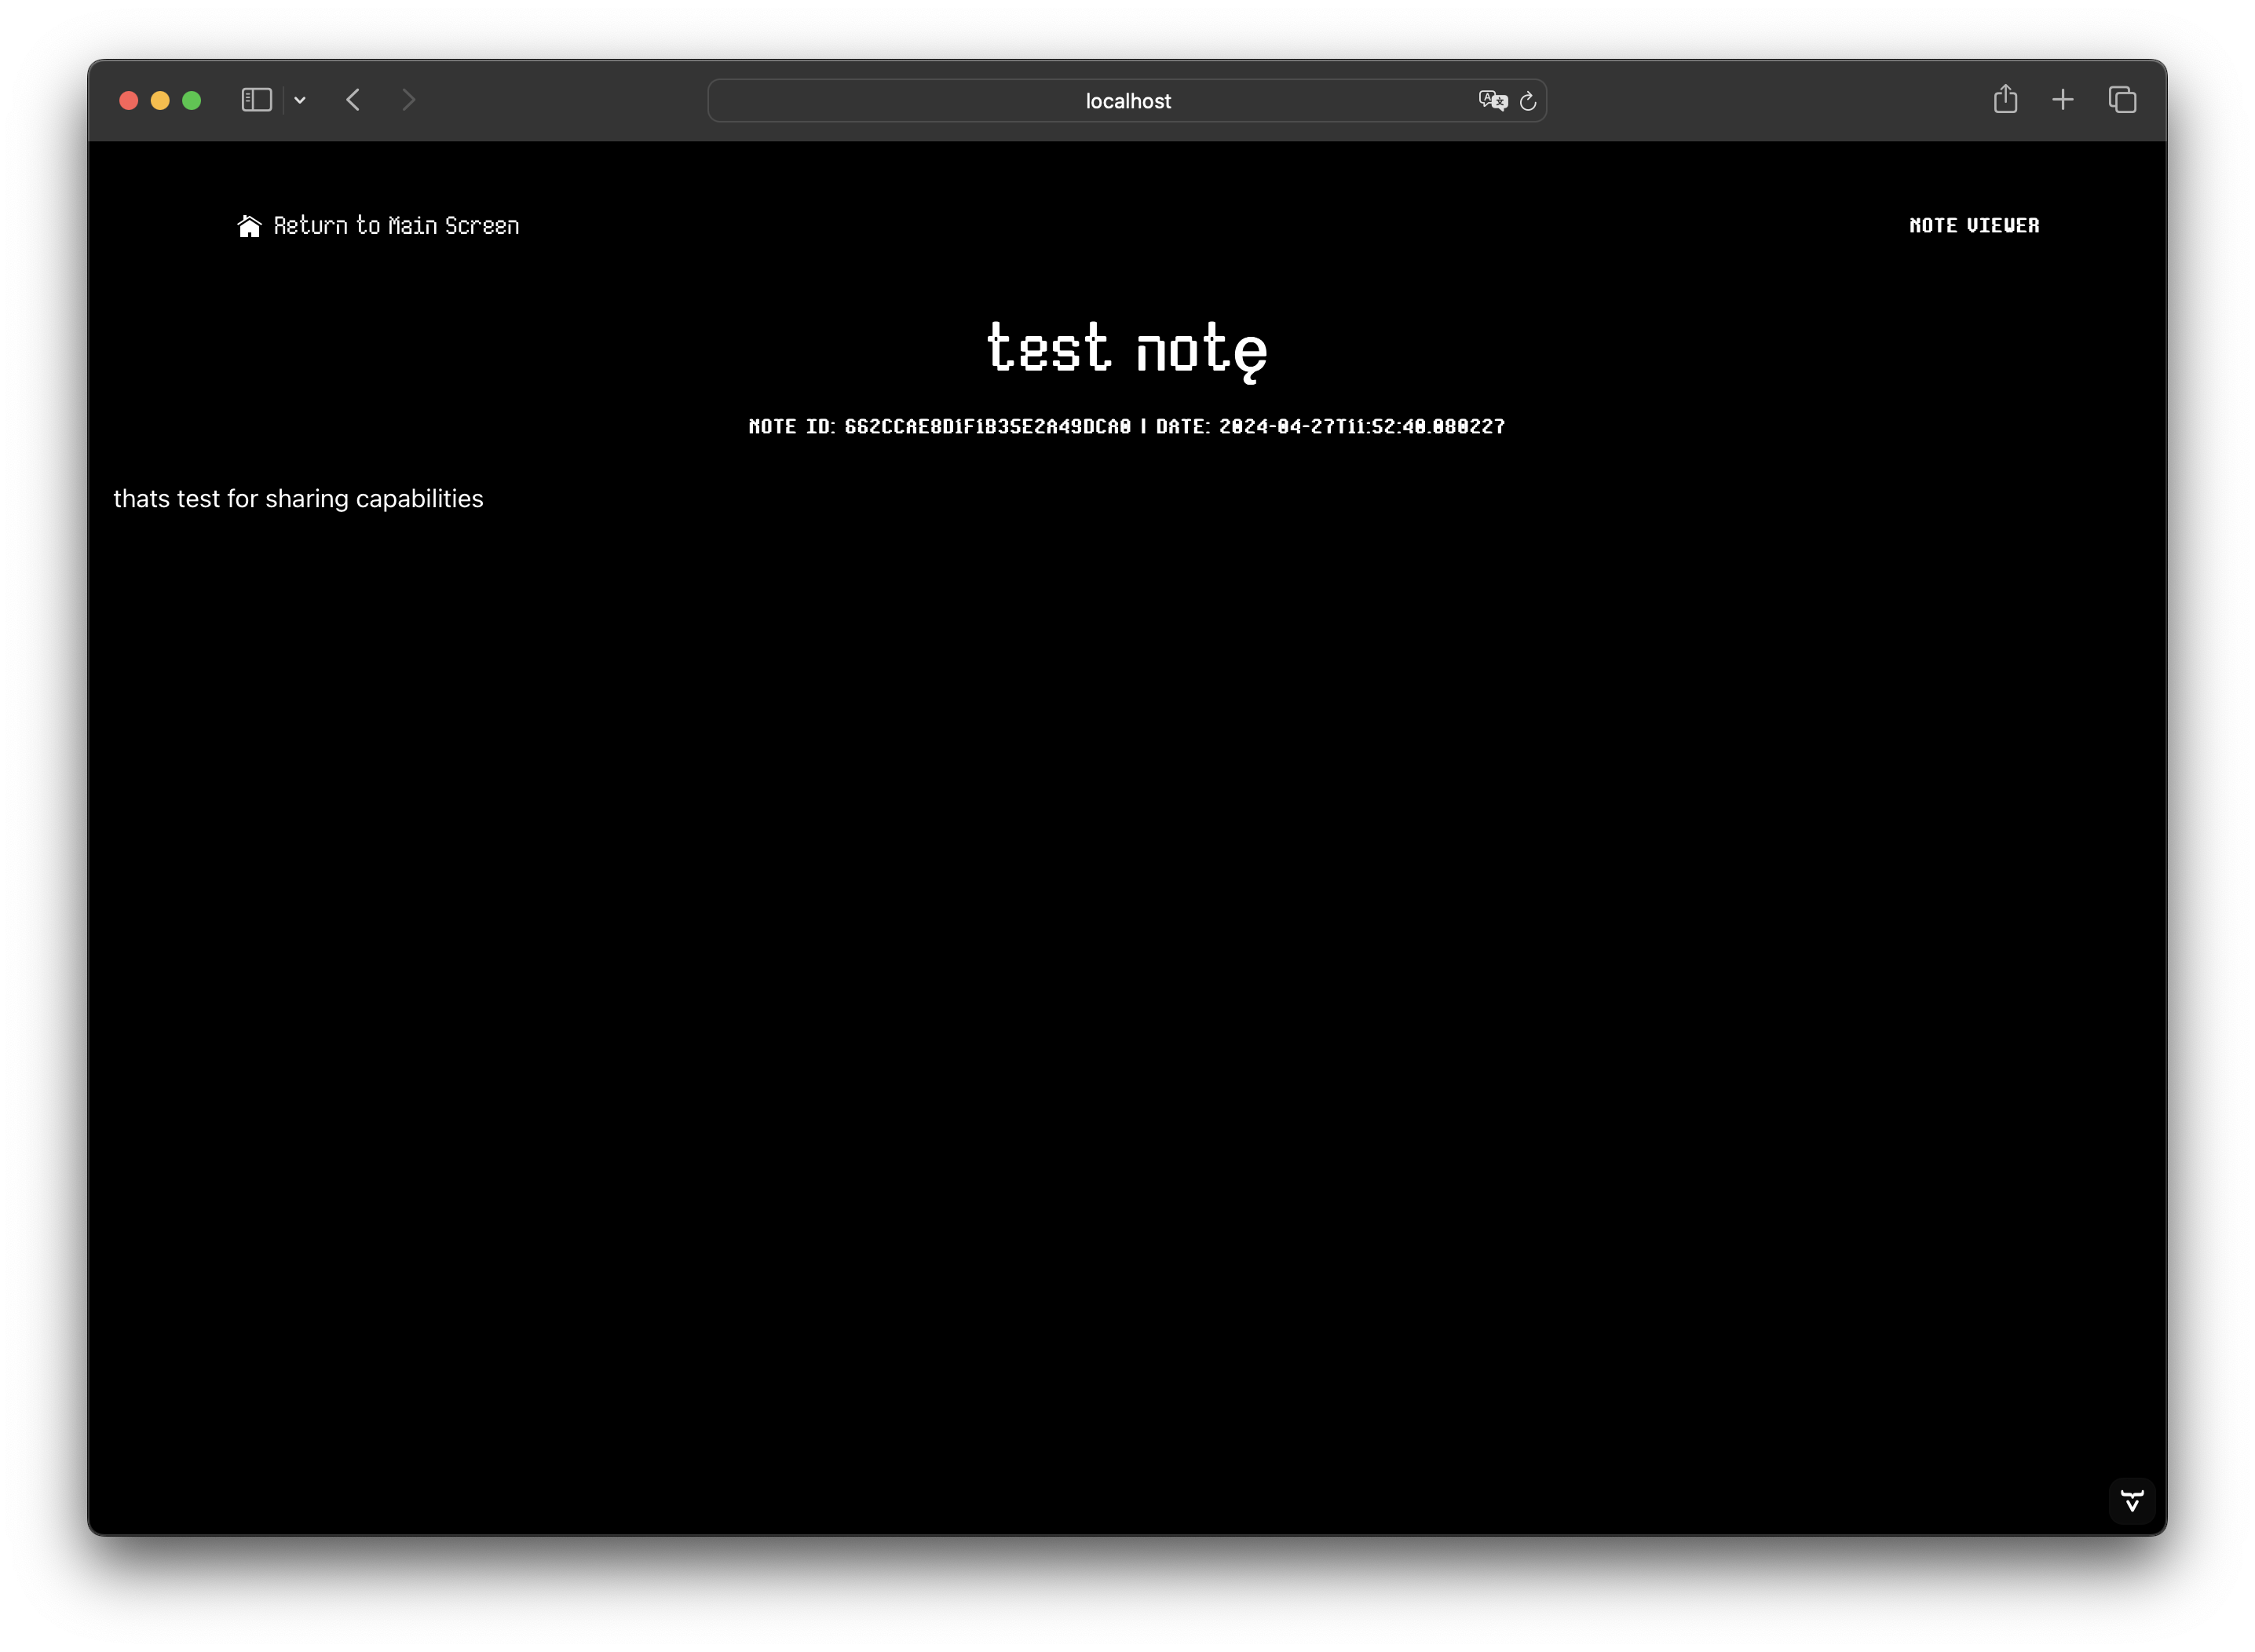 localhost
Return to Main Screen
NOTE VIEWER
test notę
NOTE ID: 662CCAE8D1F1B35E2A49DCA0 | DATE: 2024-04-27T11:52:40.080227
thats test for sharing capabilities